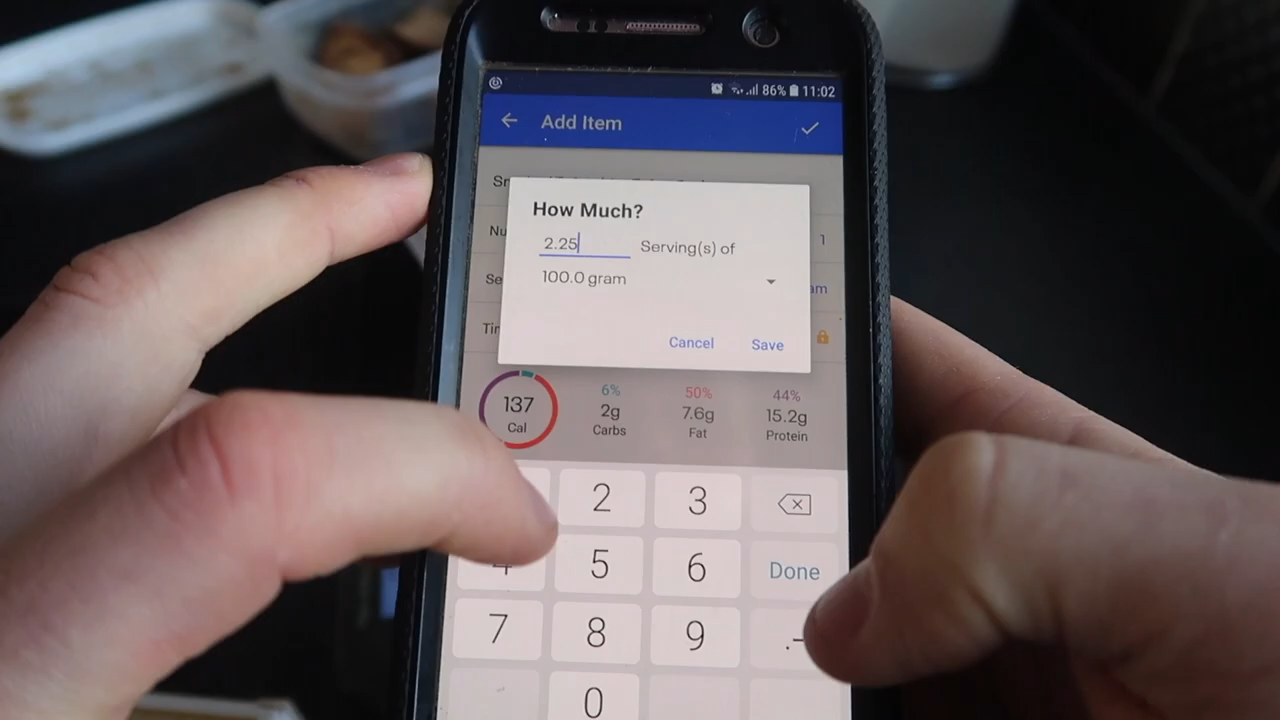 86% 11:02
Add Item
How Much?
2.25 Serving(s) of
100.0 gram
Cancel Save
1
137
Cal
6%
2g
Carbs
50%
7.6g
Fat
44%
15.2g
Protein
2 3
4 5 6 Done
7 8 9 .-
0